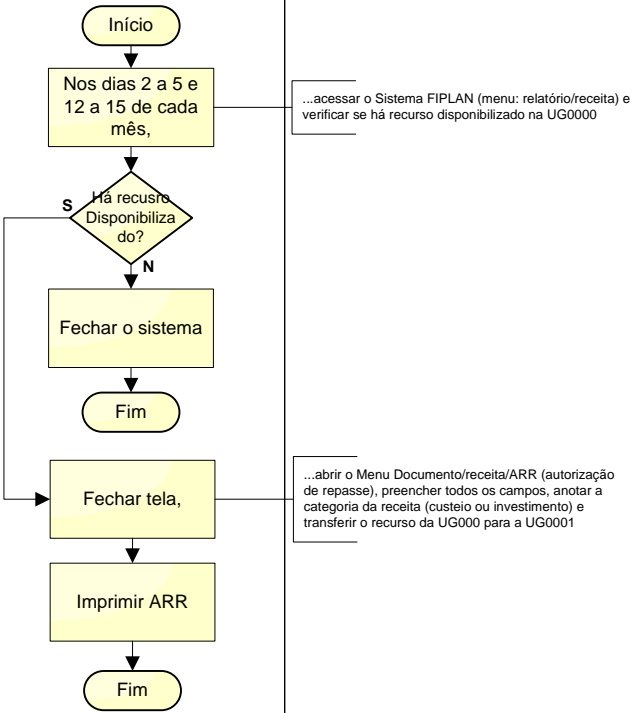 Início
Nos dias 2 a 5 e
12 a 15 de cada
mês,
...acessar o Sistema FIPLAN (menu: relatório/receita) e
verificar se há recurso disponibilizado na UG0000
Há recusro
Disponibiliza
do?
S
N
Fechar o sistema
Fim
Fechar tela,
...abrir o Menu Documento/receita/ARR (autorização
de repasse), preencher todos os campos, anotar a
categoria da receita (custeio ou investimento) e
transferir o recurso da UG000 para a UG0001
Imprimir ARR
Fim